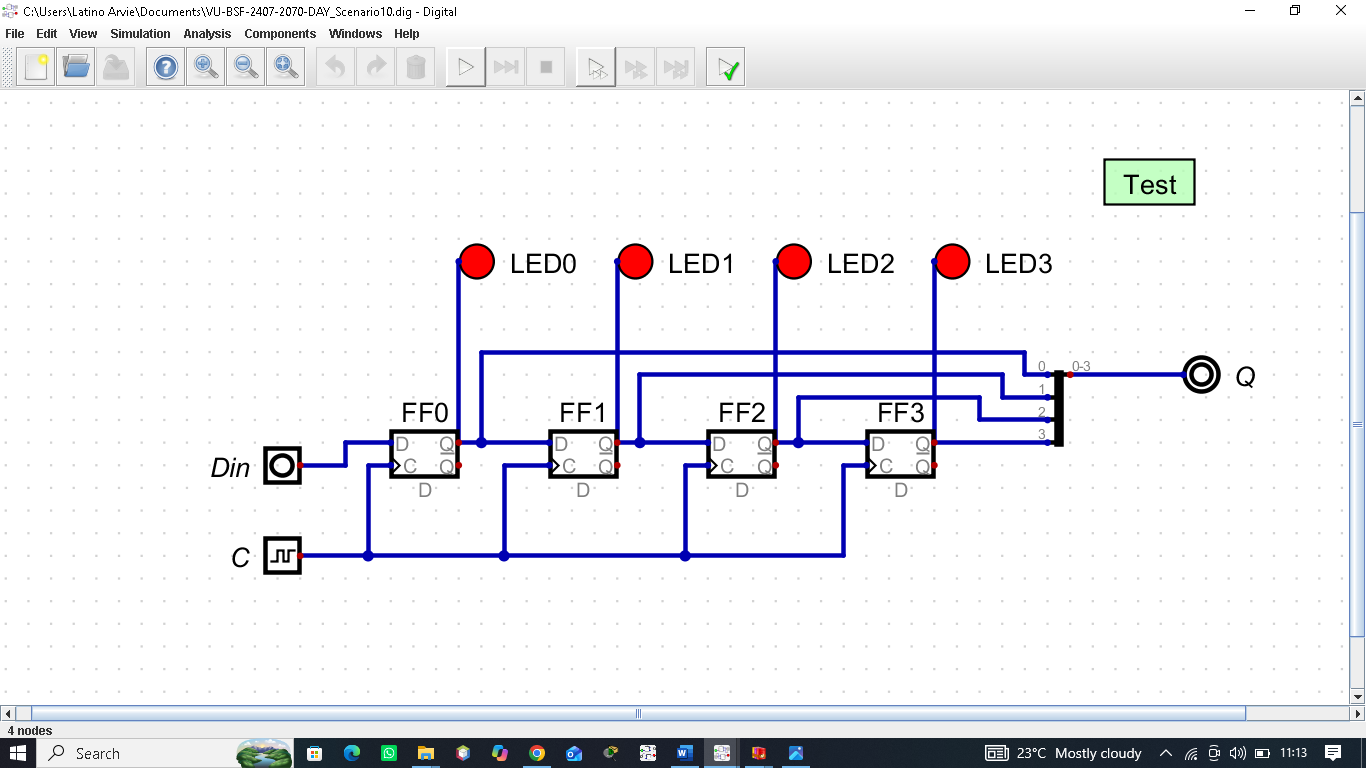 C:\Users\Latino Arvie\Documents\VU-BSF-2407-2070-DAY_Scenario10.dig - Digital
File Edit View Simulation Analysis Components Windows Help
Test
LED0 LED1 LED2 LED3
0 0-3
1
2
3
Q
FF0 FF1 FF2 FF3
D Q D Q D Q D Q
C Q C Q C Q C Q
D D D D
Din
C
4 nodes
Search
23°C Mostly cloudy
11:13